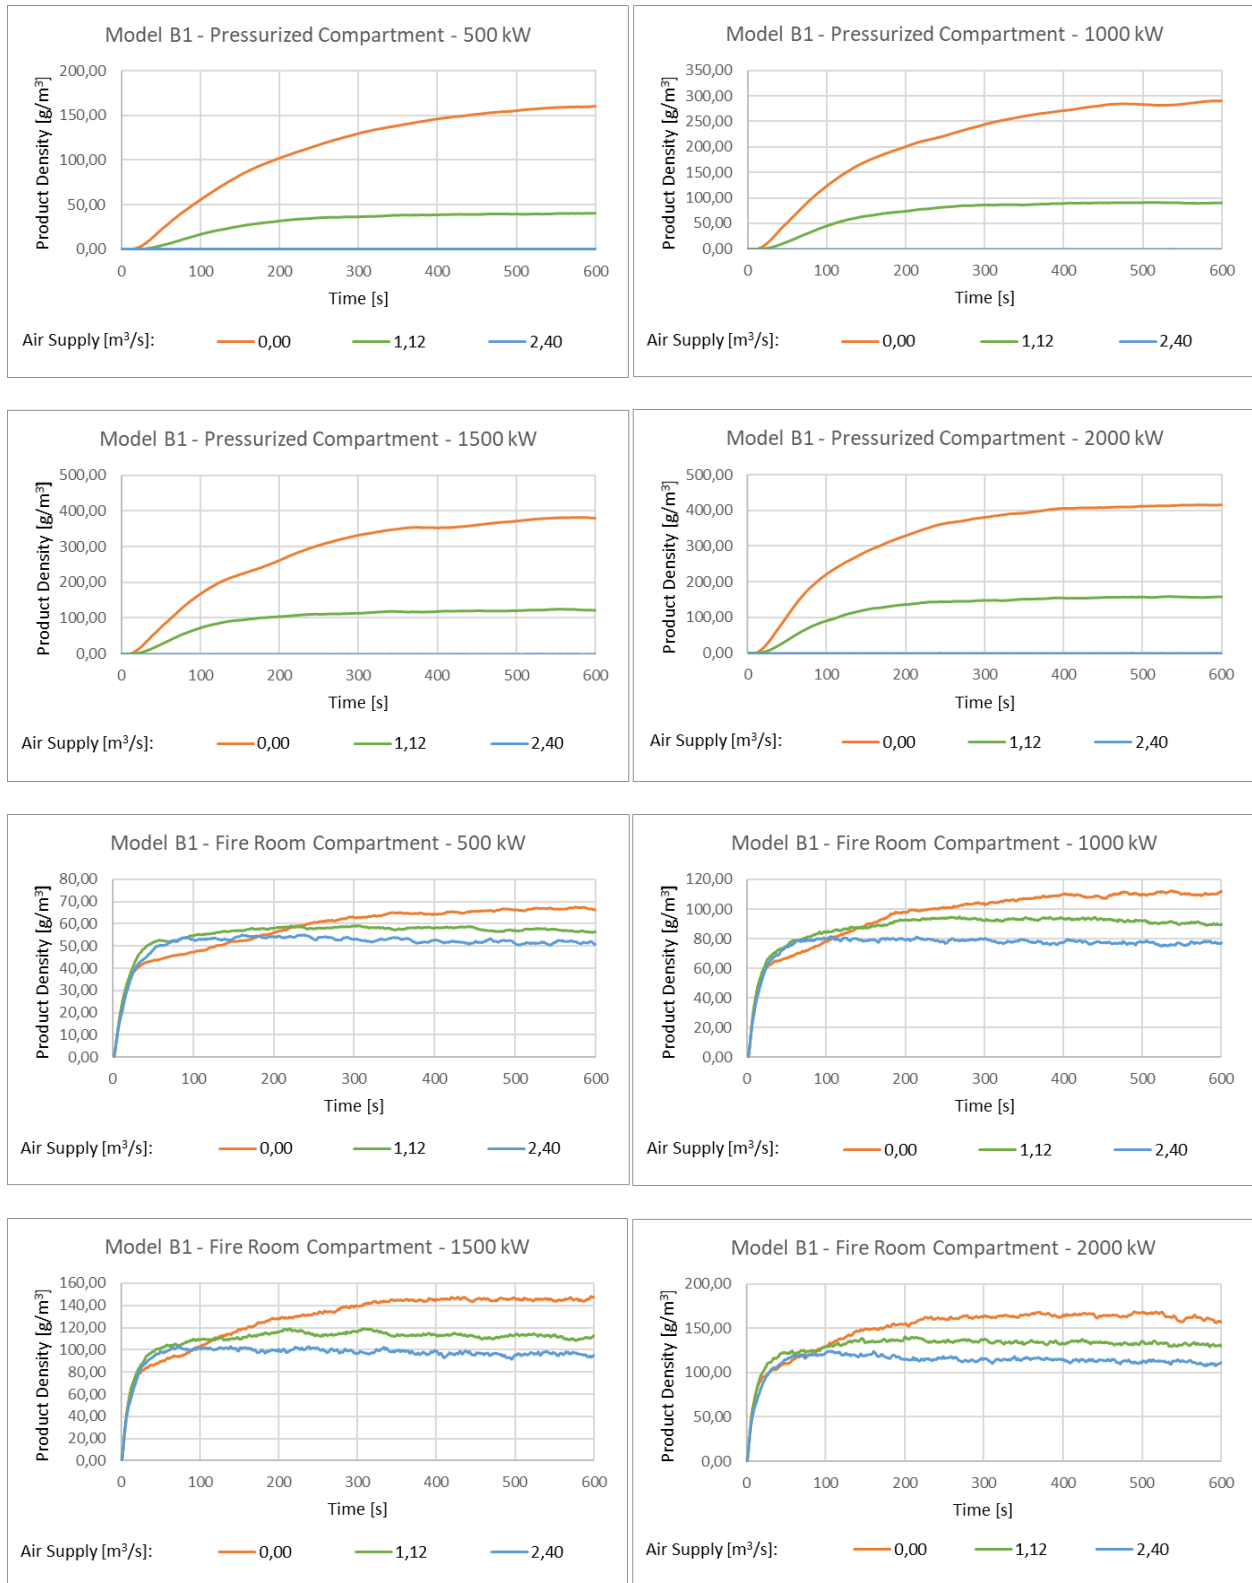 Model B1 - Pressurized Compartment - 500 kW
Product Density [g/m³]
200,00
150,00
100,00
50,00
0,00
0 100 200 300 400 500 600
Time [s]
Air Supply [m³/s]: 0,00 1,12 2,40
Model B1 - Pressurized Compartment - 1000 kW
Product Density [g/m³]
350,00
300,00
250,00
200,00
150,00
100,00
50,00
0,00
0 100 200 300 400 500 600
Time [s]
Air Supply [m³/s]: 0,00 1,12 2,40
Model B1 - Pressurized Compartment - 1500 kW
Product Density [g/m³]
500,00
400,00
300,00
200,00
100,00
0,00
0 100 200 300 400 500 600
Time [s]
Air Supply [m³/s]: 0,00 1,12 2,40
Model B1 - Pressurized Compartment - 2000 kW
Product Density [g/m³]
500,00
400,00
300,00
200,00
100,00
0,00
0 100 200 300 400 500 600
Time [s]
Air Supply [m³/s]: 0,00 1,12 2,40
Model B1 - Fire Room Compartment - 500 kW
Product Density [g/m³]
80,00
70,00
60,00
50,00
40,00
30,00
20,00
10,00
0,00
0 100 200 300 400 500 600
Time [s]
Air Supply [m³/s]: 0,00 1,12 2,40
Model B1 - Fire Room Compartment - 1000 kW
Product Density [g/m³]
120,00
100,00
80,00
60,00
40,00
20,00
0,00
0 100 200 300 400 500 600
Time [s]
Air Supply [m³/s]: 0,00 1,12 2,40
Model B1 - Fire Room Compartment - 1500 kW
Product Density [g/m³]
160,00
140,00
120,00
100,00
80,00
60,00
40,00
20,00
0,00
0 100 200 300 400 500 600
Time [s]
Air Supply [m³/s]: 0,00 1,12 2,40
Model B1 - Fire Room Compartment - 2000 kW
Product Density [g/m³]
200,00
150,00
100,00
50,00
0,00
0 100 200 300 400 500 600
Time [s]
Air Supply [m³/s]: 0,00 1,12 2,40